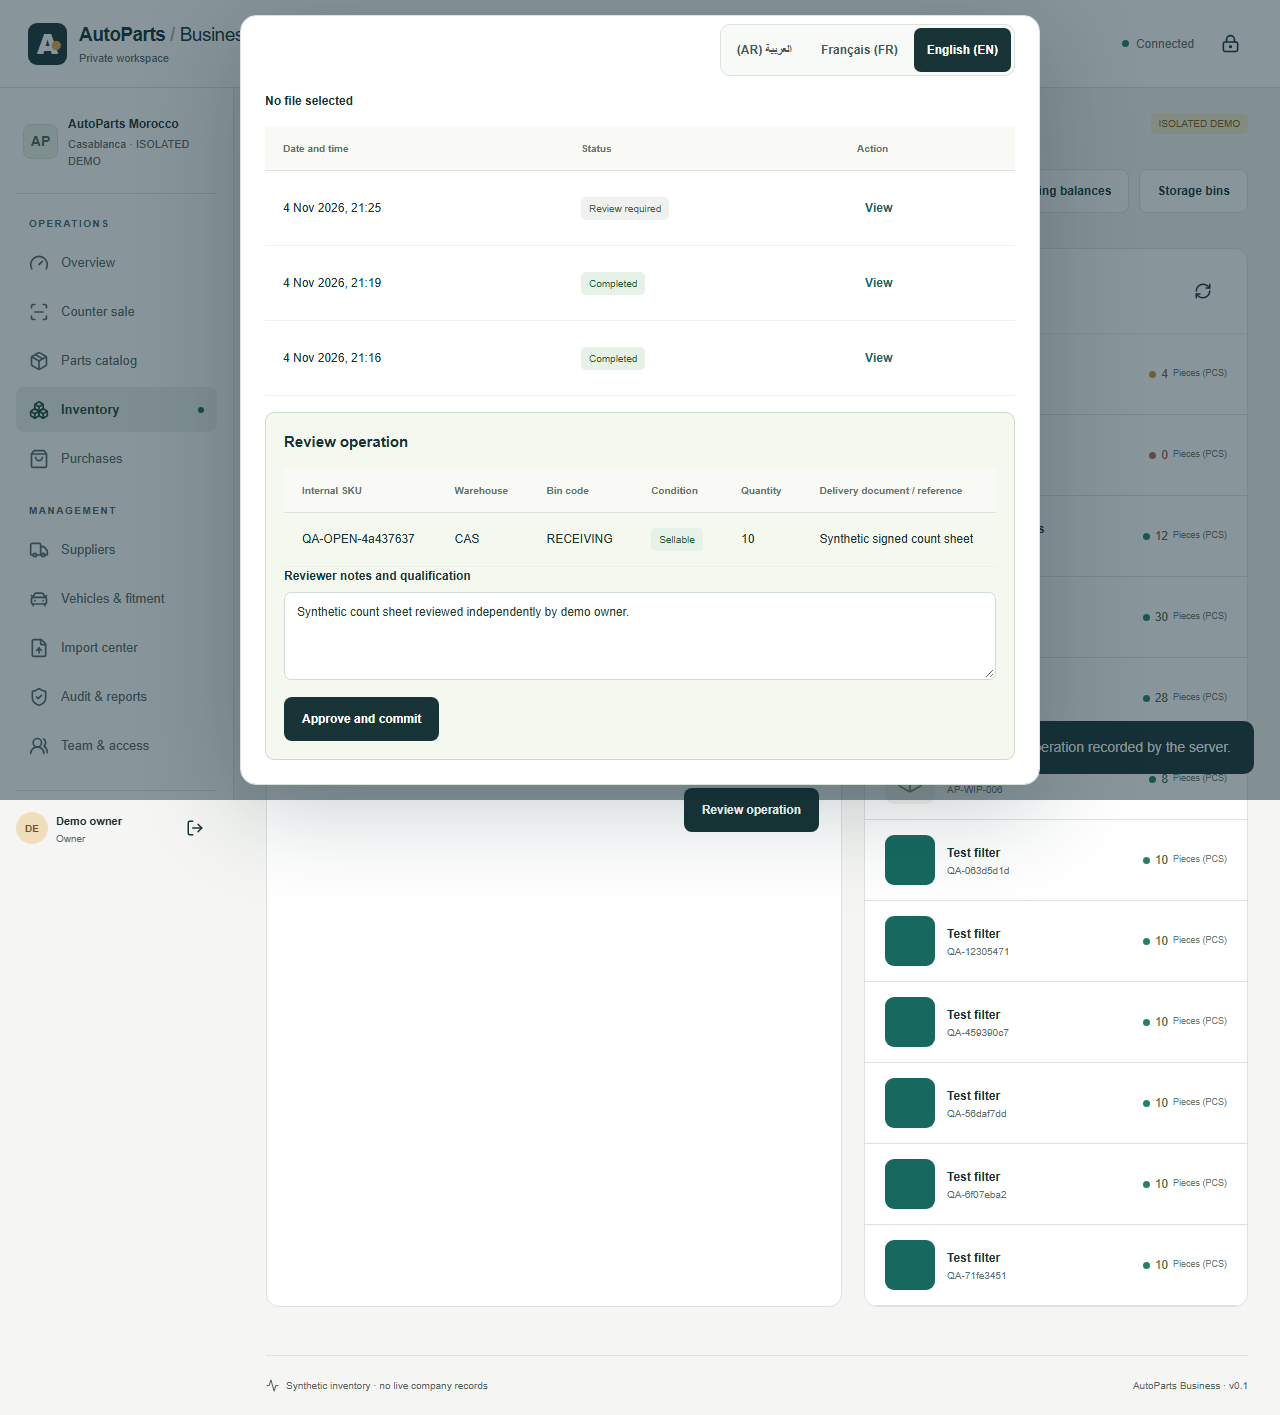 AutoParts / Busines
Private workspace
العربية (AR)
Français (FR)
English (EN)
Connected
No file selected
AP
AutoParts Morocco
Casablanca · ISOLATED DEMO
ISOLATED DEMO
Date and time
Status
Action
ing balances
Storage bins
4 Nov 2026, 21:25
Review required
View
4 Nov 2026, 21:19
Completed
View
4 Nov 2026, 21:16
Completed
View
OPERATIONS
Overview
Counter sale
Parts catalog
Inventory
Purchases
MANAGEMENT
Suppliers
Vehicles & fitment
Import center
Audit & reports
Team & access
DE
Demo owner
Owner
Review operation
Internal SKU
Warehouse
Bin code
Condition
Quantity
Delivery document / reference
QA-OPEN-4a437637
CAS
RECEIVING
Sellable
10
Synthetic signed count sheet
Reviewer notes and qualification
Synthetic count sheet reviewed independently by demo owner.
Approve and commit
Review operation
4 Pieces (PCS)
0 Pieces (PCS)
s
12 Pieces (PCS)
30 Pieces (PCS)
28 Pieces (PCS)
eration recorded by the server.
8 Pieces (PCS)
AP-WIP-006
Test filter
QA-063d5d1d
10 Pieces (PCS)
Test filter
QA-12305471
10 Pieces (PCS)
Test filter
QA-459390c7
10 Pieces (PCS)
Test filter
QA-56daf7dd
10 Pieces (PCS)
Test filter
QA-6f07eba2
10 Pieces (PCS)
Test filter
QA-71fe3451
10 Pieces (PCS)
Synthetic inventory · no live company records
AutoParts Business · v0.1